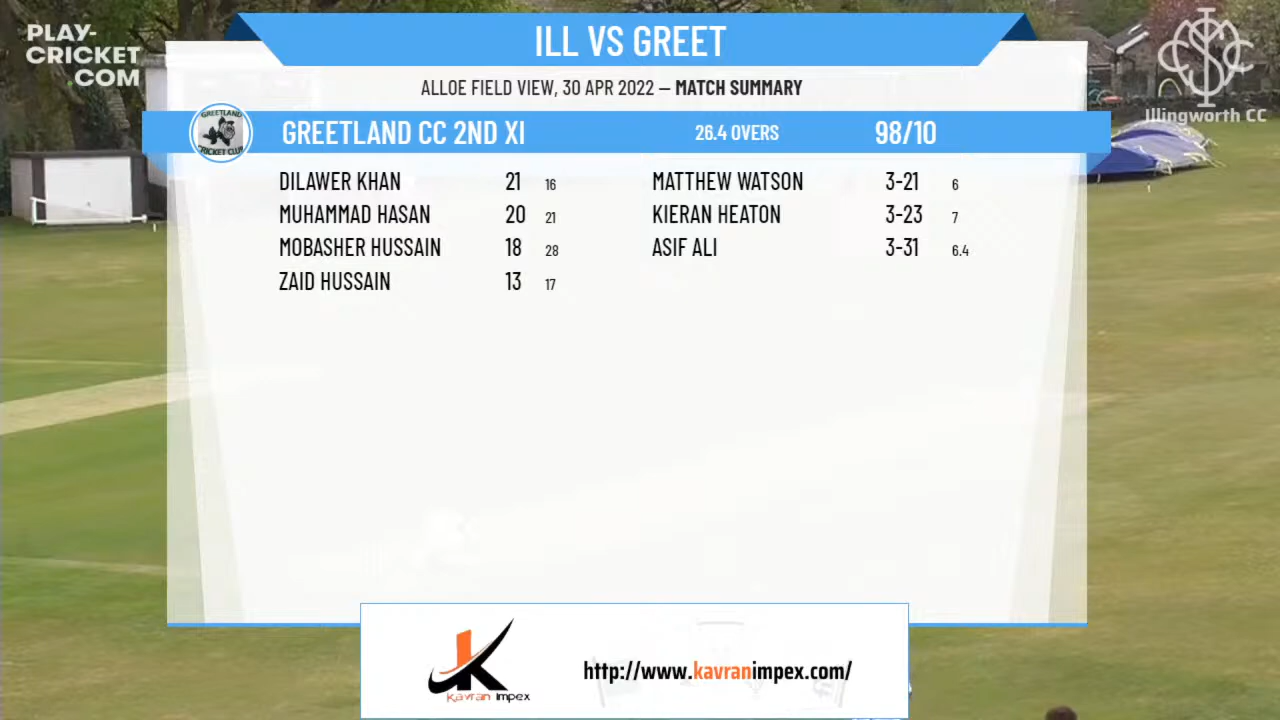 PLAY-
CRICKET
.COM
ILL VS GREET
Illingworth CC
ALLOE FIELD VIEW, 30 APR 2022 – MATCH SUMMARY
GREETLAND CRICKET CLUB
GREETLAND CC 2ND XI 26.4 OVERS 98/10
DILAWER KHAN 21 16 MATTHEW WATSON 3-21 6
MUHAMMAD HASAN 20 21 KIERAN HEATON 3-23 7
MOBASHER HUSSAIN 18 28 ASIF ALI 3-31 6.4
ZAID HUSSAIN 13 17
kavran impex
http://www.kavranimpex.com/